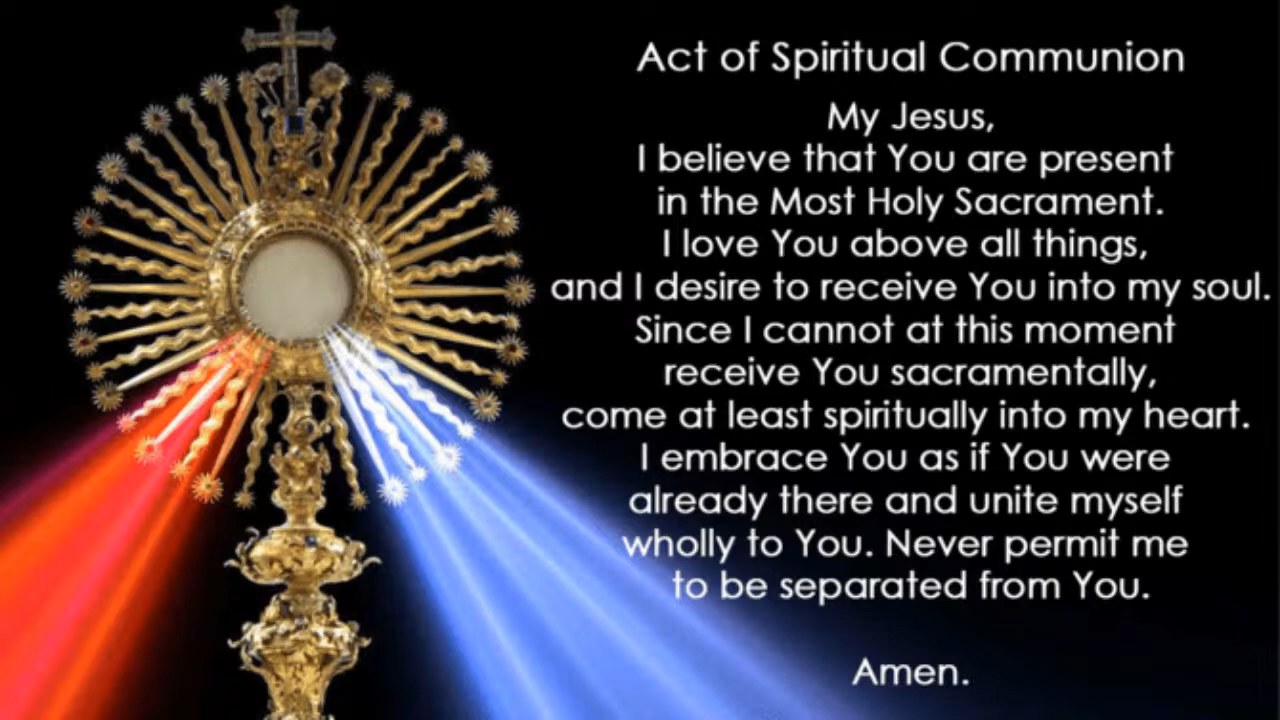 Act of Spiritual Communion
My Jesus,
I believe that You are present
in the Most Holy Sacrament.
I love You above all things,
and I desire to receive You into my soul.
Since I cannot at this moment
receive You sacramentally,
come at least spiritually into my heart.
I embrace You as if You were
already there and unite myself
wholly to You. Never permit me
to be separated from You.
Amen.